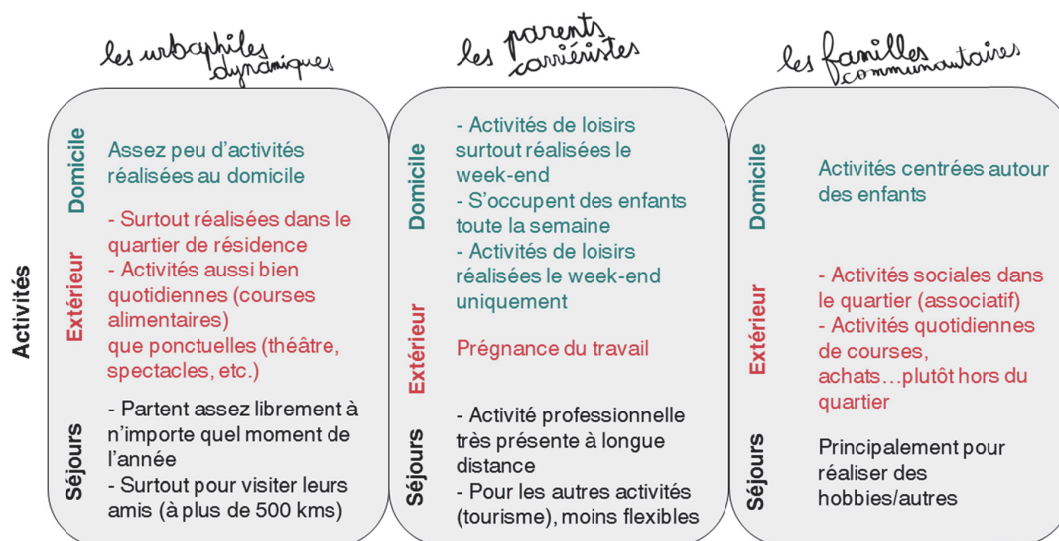 les urbaphiles
dynamiques
les parents
carriéristes
les familles
communautaires
Activités
Domicile
Assez peu d'activités
réalisées au domicile
Extérieur
- Surtout réalisées dans le
quartier de résidence
- Activités aussi bien
quotidiennes (courses
alimentaires)
que ponctuelles (théâtre,
spectacles, etc.)
Séjours
- Partent assez librement à
n'importe quel moment de
l'année
- Surtout pour visiter leurs
amis (à plus de 500 kms)
Domicile
- Activités de loisirs
surtout réalisées le
week-end
- S'occupent des enfants
toute la semaine
- Activités de loisirs
réalisées le week-end
uniquement
Extérieur
Prégnance du travail
Séjours
- Activité professionnelle
très présente à longue
distance
- Pour les autres activités
(tourisme), moins flexibles
Domicile
Activités centrées autour
des enfants
Extérieur
- Activités sociales dans
le quartier (associatif)
- Activités quotidiennes
de courses,
achats…plutôt hors du
quartier
Séjours
Principalement pour
réaliser des
hobbies/autres